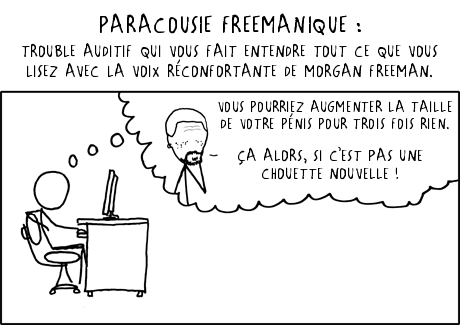 PARACOUSIE FREEMANIQUE :
TROUBLE AUDITIF QUI VOUS FAIT ENTENDRE TOUT CE QUE VOUS
LISEZ AVEC LA VOIX RÉCONFORTANTE DE MORGAN FREEMAN.
VOUS POURRIEZ AUGMENTER LA TAILLE
DE VOTRE PÉNIS POUR TROIS FOIS RIEN.
ÇA ALORS, SI C'EST PAS UNE
CHOUETTE NOUVELLE !